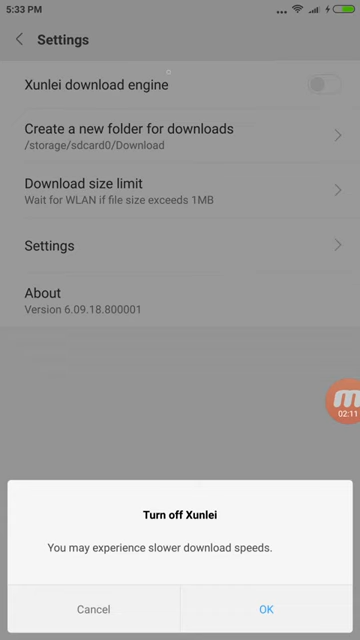 5:33 PM
Settings
Xunlei download engine
Create a new folder for downloads
/storage/sdcard0/Download
Download size limit
Wait for WLAN if file size exceeds 1MB
Settings
About
Version 6.09.18.800001
02:11
Turn off Xunlei
You may experience slower download speeds.
Cancel
OK